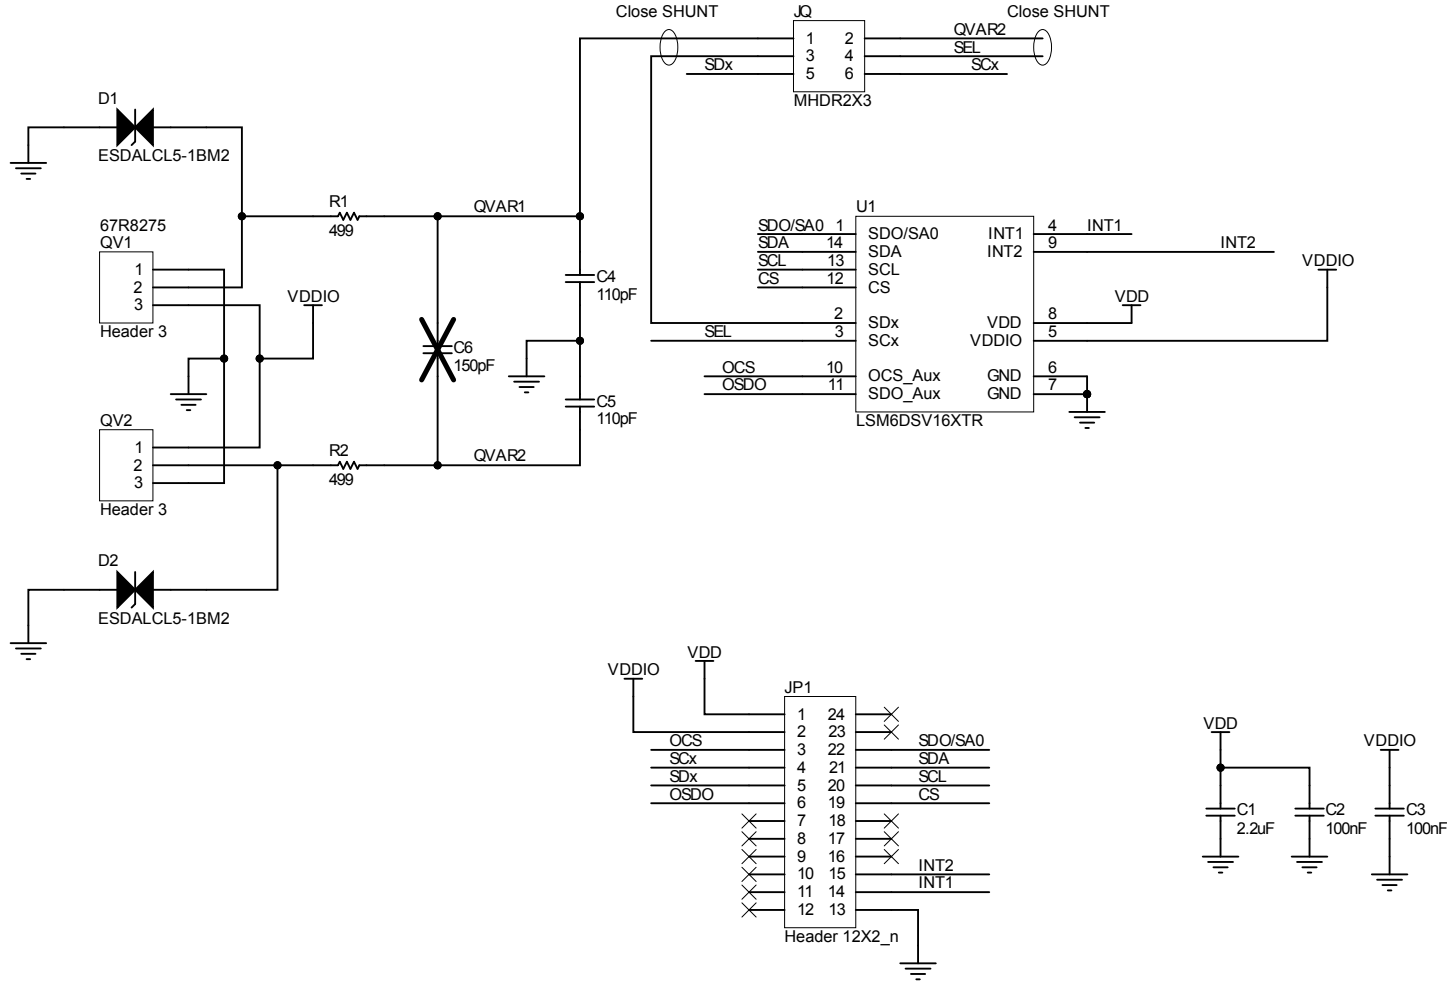 Close SHUNT
JQ
Close SHUNT
1 2 QVAR2
3 4 SEL
SDx 5 6 SCx
MHDR2X3
D1
ESDALCL5-1BM2
67R8275
QV1
1
2
3
Header 3
VDDIO
R1
499
QVAR1
C4
110pF
C6
150pF
C5
110pF
QV2
1
2
3
Header 3
R2
499
QVAR2
D2
ESDALCL5-1BM2
U1
SDO/SA0 1 SDO/SA0 INT1 4 INT1
SDA 14 SDA INT2 9 INT2
SCL 13 SCL
CS 12 CS
VDDIO
VDD
2 SDx VDD 8
SEL 3 SCx VDDIO 5
OCS 10 OCS_Aux GND 6
OSDO 11 SDO_Aux GND 7
LSM6DSV16XTR
VDDIO
VDD
JP1
1 24
2 23
OCS 3 22 SDO/SA0
SCx 4 21 SDA
SDx 5 20 SCL
OSDO 6 19 CS
7 18
8 17
9 16
10 15 INT2
11 14 INT1
12 13
Header 12X2_n
VDD
C1
2.2uF
C2
100nF
VDDIO
C3
100nF